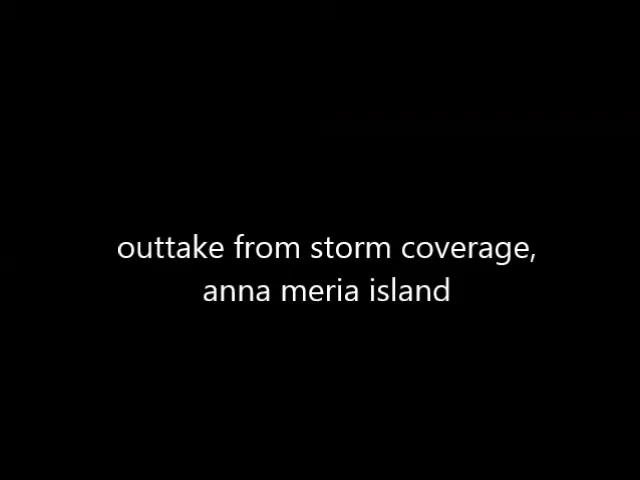 outtake from storm coverage,
anna meria island